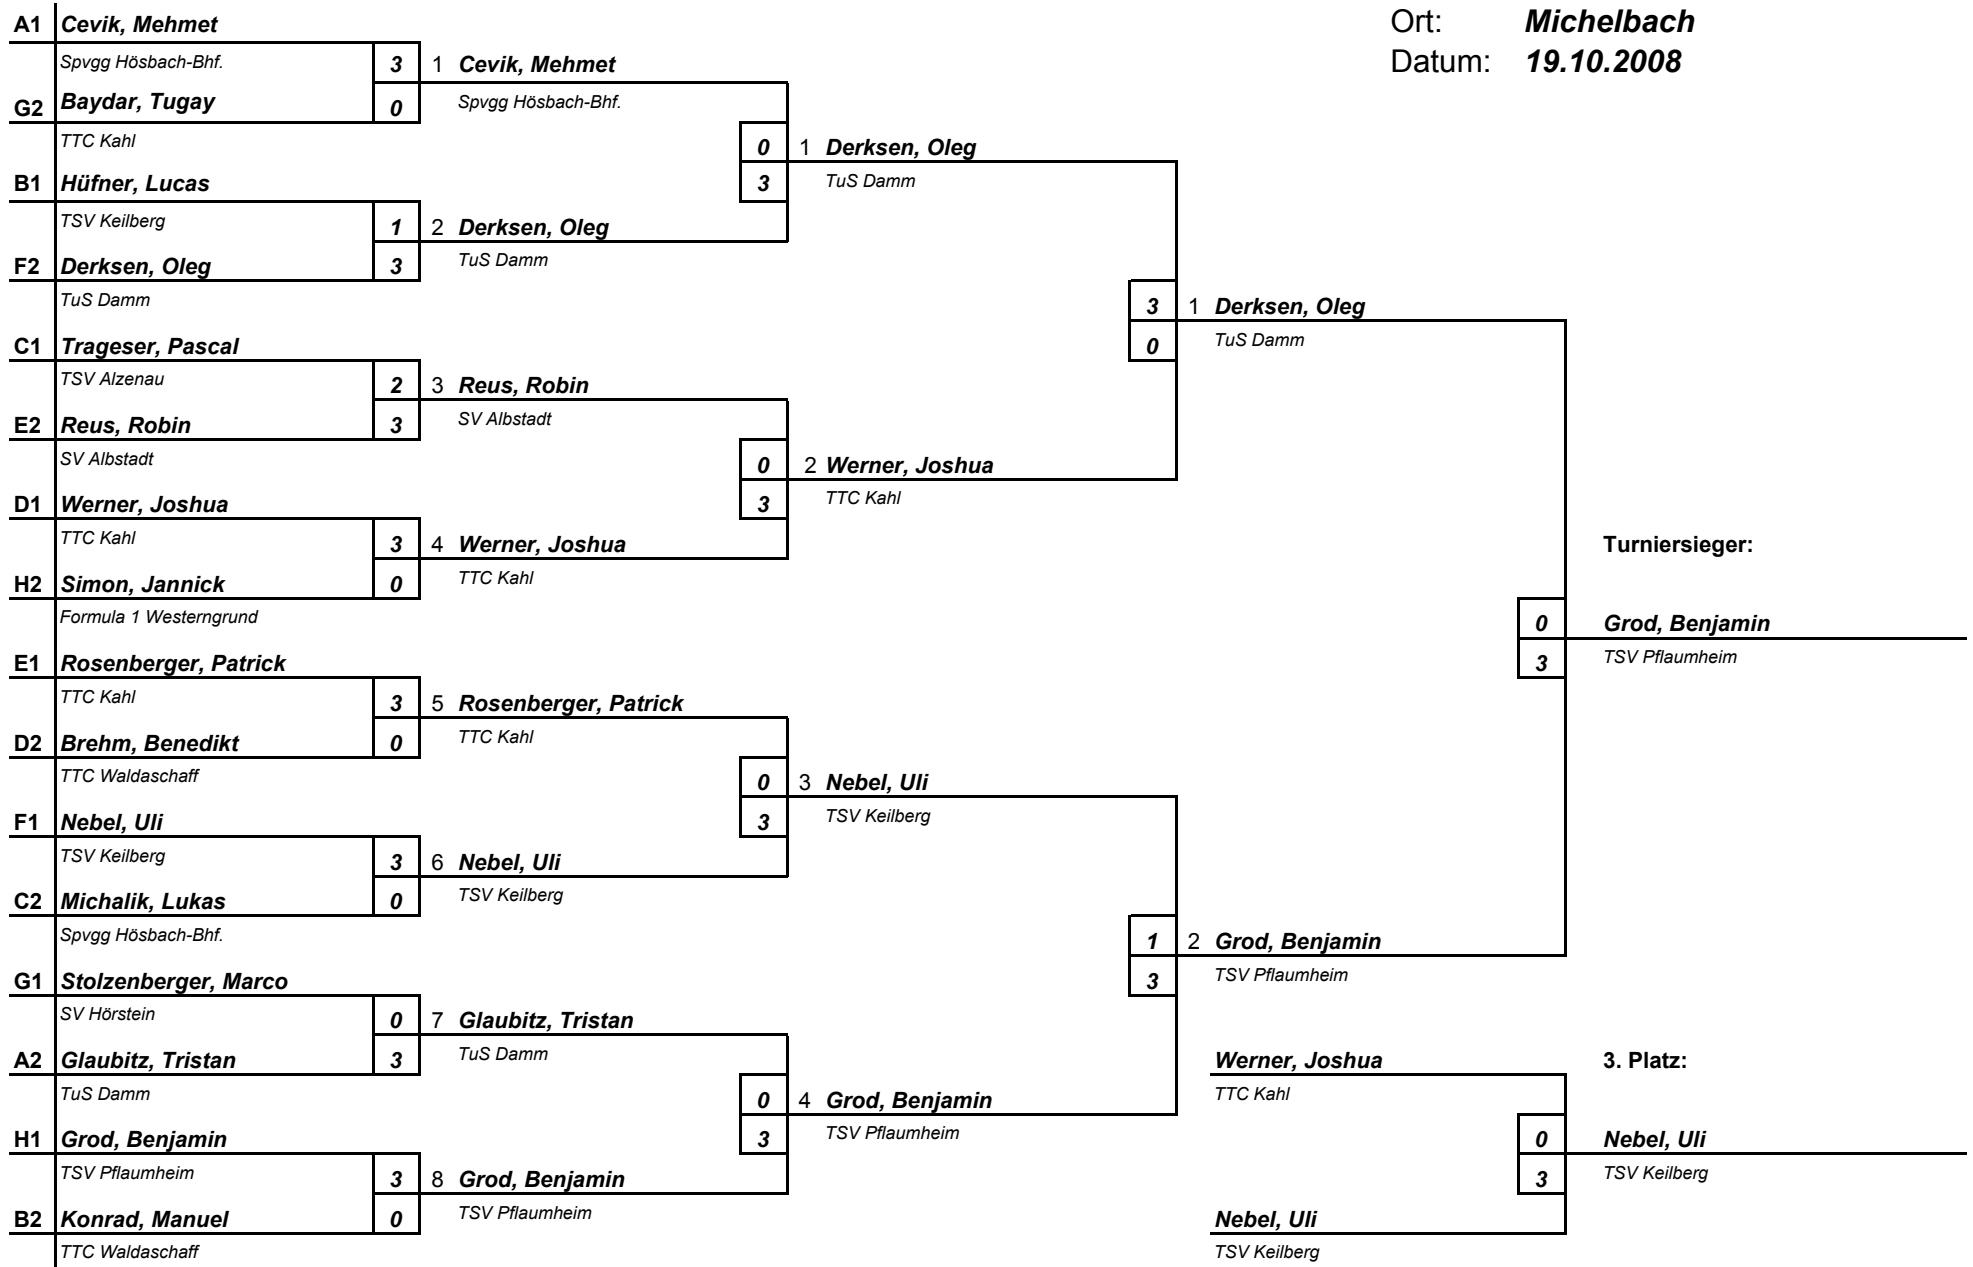 Ort: Michelbach
Datum: 19.10.2008
A1 Cevik, Mehmet
Spvgg Hösbach-Bhf. 3
G2 Baydar, Tugay 0
TTC Kahl
B1 Hüfner, Lucas
TSV Keilberg 1
F2 Derksen, Oleg 3
TuS Damm
C1 Trageser, Pascal
TSV Alzenau 2
E2 Reus, Robin 3
SV Albstadt
D1 Werner, Joshua
TTC Kahl 3
H2 Simon, Jannick 0
Formula 1 Westerngrund
E1 Rosenberger, Patrick
TTC Kahl 3
D2 Brehm, Benedikt 0
TTC Waldaschaff
F1 Nebel, Uli
TSV Keilberg 3
C2 Michalik, Lukas 0
Spvgg Hösbach-Bhf.
G1 Stolzenberger, Marco
SV Hörstein 0
A2 Glaubitz, Tristan 3
TuS Damm
H1 Grod, Benjamin
TSV Pflaumheim 3
B2 Konrad, Manuel 0
TTC Waldaschaff
1 Cevik, Mehmet
Spvgg Hösbach-Bhf.
0
3
2 Derksen, Oleg
TuS Damm
3 Reus, Robin
SV Albstadt
0
3
4 Werner, Joshua
TTC Kahl
5 Rosenberger, Patrick
TTC Kahl
0
3
6 Nebel, Uli
TSV Keilberg
7 Glaubitz, Tristan
TuS Damm
0
3
8 Grod, Benjamin
TSV Pflaumheim
1 Derksen, Oleg
TuS Damm
3
0
2 Werner, Joshua
TTC Kahl
3 Nebel, Uli
TSV Keilberg
1
3
4 Grod, Benjamin
TSV Pflaumheim
1 Derksen, Oleg
TuS Damm
0
3
2 Grod, Benjamin
TSV Pflaumheim
Turniersieger:
Grod, Benjamin
TSV Pflaumheim
Werner, Joshua
TTC Kahl
0
3
Nebel, Uli
TSV Keilberg
3. Platz:
Nebel, Uli
TSV Keilberg